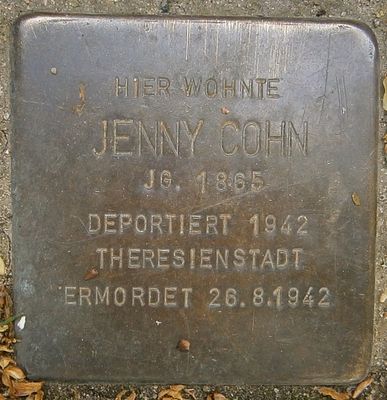 HIER WOHNTE
JENNY COHN
JG. 1865
DEPORTIERT 1942
THERESIENSTADT
ERMORDET 26.8.1942